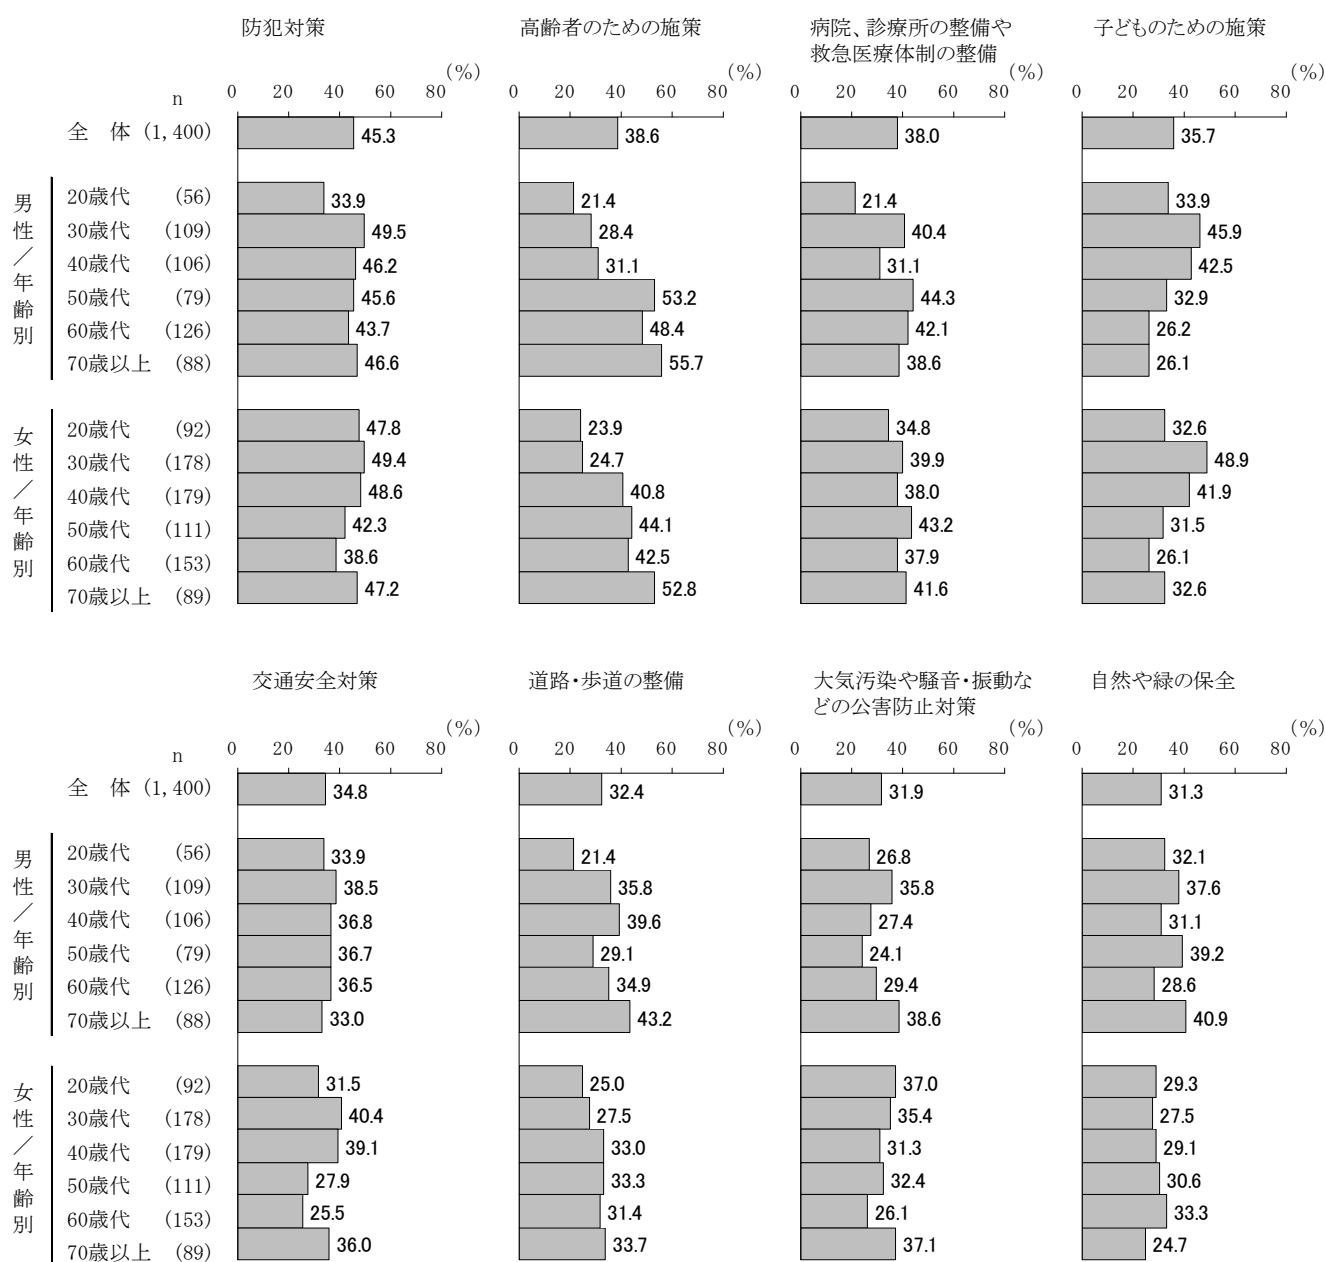 防犯対策 高齢者のための施策 病院、診療所の整備や 子どものための施策
救急医療体制の整備
(%) (%) (%) (%)
n 0 20 40 60 80 0 20 40 60 80 0 20 40 60 80 0 20 40 60 80
全 体 (1,400) 45.3 38.6 38.0 35.7
男性/年齢別
20歳代 (56) 33.9 21.4 21.4 33.9
30歳代 (109) 49.5 28.4 40.4 45.9
40歳代 (106) 46.2 31.1 31.1 42.5
50歳代 (79) 45.6 53.2 44.3 32.9
60歳代 (126) 43.7 48.4 42.1 26.2
70歳以上 (88) 46.6 55.7 38.6 26.1
女性/年齢別
20歳代 (92) 47.8 23.9 34.8 32.6
30歳代 (178) 49.4 24.7 39.9 48.9
40歳代 (179) 48.6 40.8 38.0 41.9
50歳代 (111) 42.3 44.1 43.2 31.5
60歳代 (153) 38.6 42.5 37.9 26.1
70歳以上 (89) 47.2 52.8 41.6 32.6
交通安全対策 道路・歩道の整備 大気汚染や騒音・振動な 自然や緑の保全
どの公害防止対策
(%) (%) (%) (%)
n 0 20 40 60 80 0 20 40 60 80 0 20 40 60 80 0 20 40 60 80
全 体 (1,400) 34.8 32.4 31.9 31.3
男性/年齢別
20歳代 (56) 33.9 21.4 26.8 32.1
30歳代 (109) 38.5 35.8 35.8 37.6
40歳代 (106) 36.8 39.6 27.4 31.1
50歳代 (79) 36.7 29.1 24.1 39.2
60歳代 (126) 36.5 34.9 29.4 28.6
70歳以上 (88) 33.0 43.2 38.6 40.9
女性/年齢別
20歳代 (92) 31.5 25.0 37.0 29.3
30歳代 (178) 40.4 27.5 35.4 27.5
40歳代 (179) 39.1 33.0 31.3 29.1
50歳代 (111) 27.9 33.3 32.4 30.6
60歳代 (153) 25.5 31.4 26.1 33.3
70歳以上 (89) 36.0 33.7 37.1 24.7